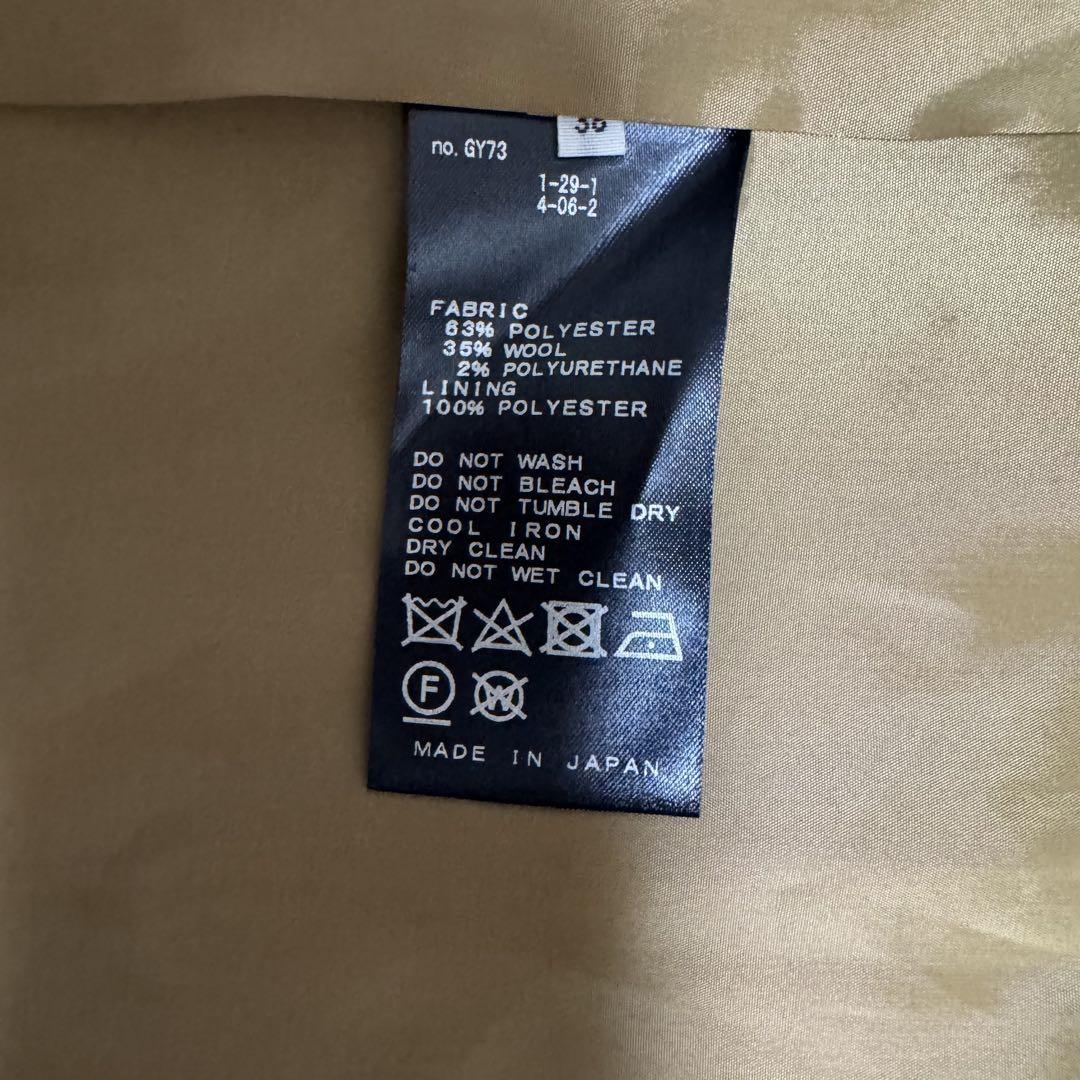 no. GY73
1-29-1
4-06-2
FABRIC
63% POLYESTER
35% WOOL
2% POLYURETHANE
LINING
100% POLYESTER
DO NOT WASH
DO NOT BLEACH
DO NOT TUMBLE DRY
COOL IRON
DRY CLEAN
DO NOT WET CLEAN
F W
MADE IN JAPAN